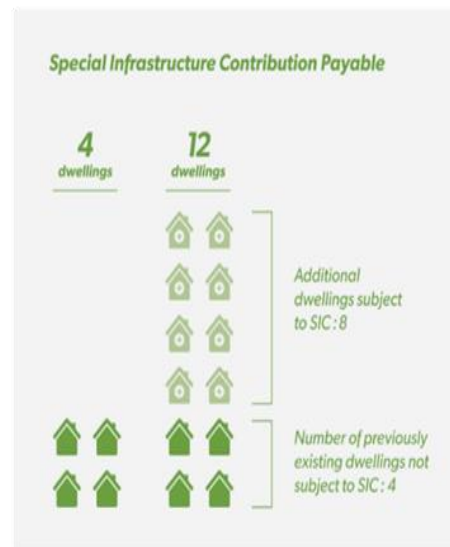 Special Infrastructure Contribution Payable
4 12
dwellings dwellings
Additional
dwellings subject
to SIC: 8
Number of previously
existing dwellings not
subject to SIC: 4